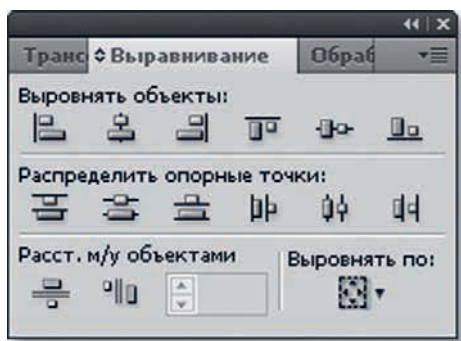 Транс Выравнивание Обраб
Выровнять объекты:
Распределить опорные точки:
Расст. м/у объектами Выровнять по: